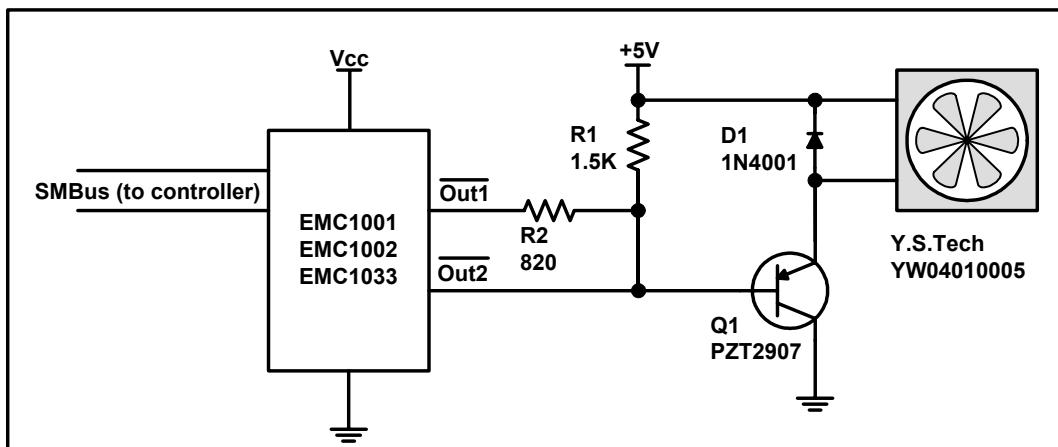 Vcc
+5V
R1
1.5K
D1
1N4001
SMBus (to controller)
Out1
EMC1001
EMC1002
EMC1033
R2
820
Out2
Y.S.Tech
YW04010005
Q1
PZT2907